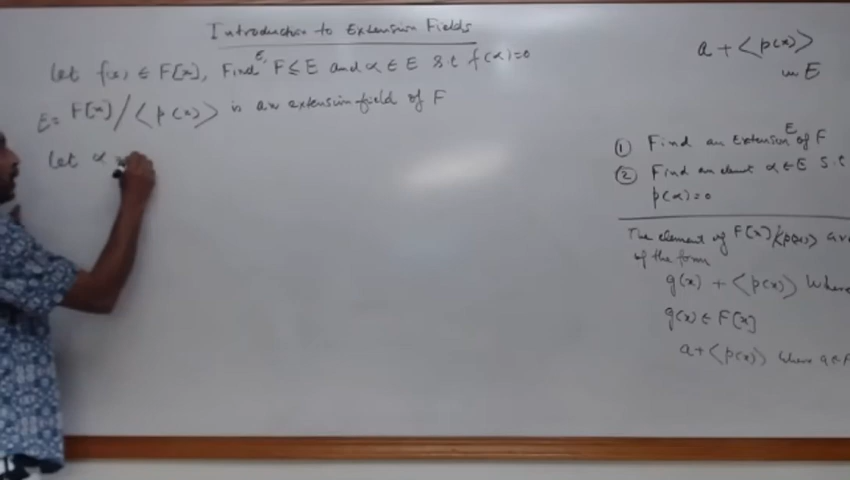 Introduction to Extension Fields
Let f(x) ∈ F[x], Find E, F ≤ E and α ∈ E s.t f(α)=0
E = F[x] / <p(x)> is an extension field of F
Let α
a + <p(x)>
in E
① Find an Extension E of F
② Find an element α ∈ E s.t
p(α)=0
The element of F[x]/<p(x)> are
of the form
g(x) + <p(x)> where
g(x) ∈ F[x]
a + <p(x)> where a ∈ F